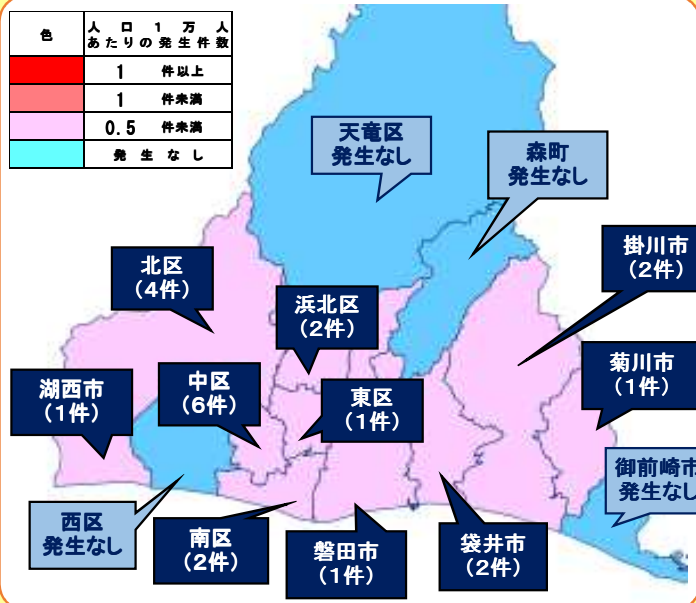 色
人口1万人
あたりの発生件数
1 件以上
1 件未満
0.5 件未満
発生なし
天竜区
発生なし
森町
発生なし
掛川市
（2件）
北区
（4件）
浜北区
（2件）
菊川市
（1件）
湖西市
（1件）
中区
（6件）
東区
（1件）
御前崎市
発生なし
西区
発生なし
南区
（2件）
磐田市
（1件）
袋井市
（2件）